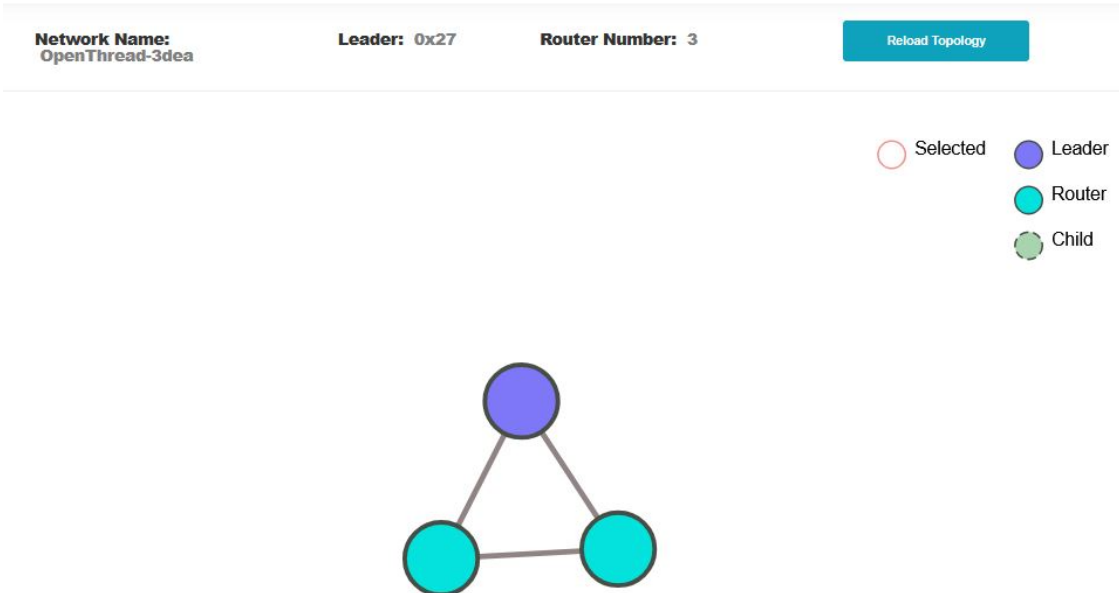 Network Name:
OpenThread-3dea
Leader: 0x27
Router Number: 3
Reload Topology
Selected
Leader
Router
Child